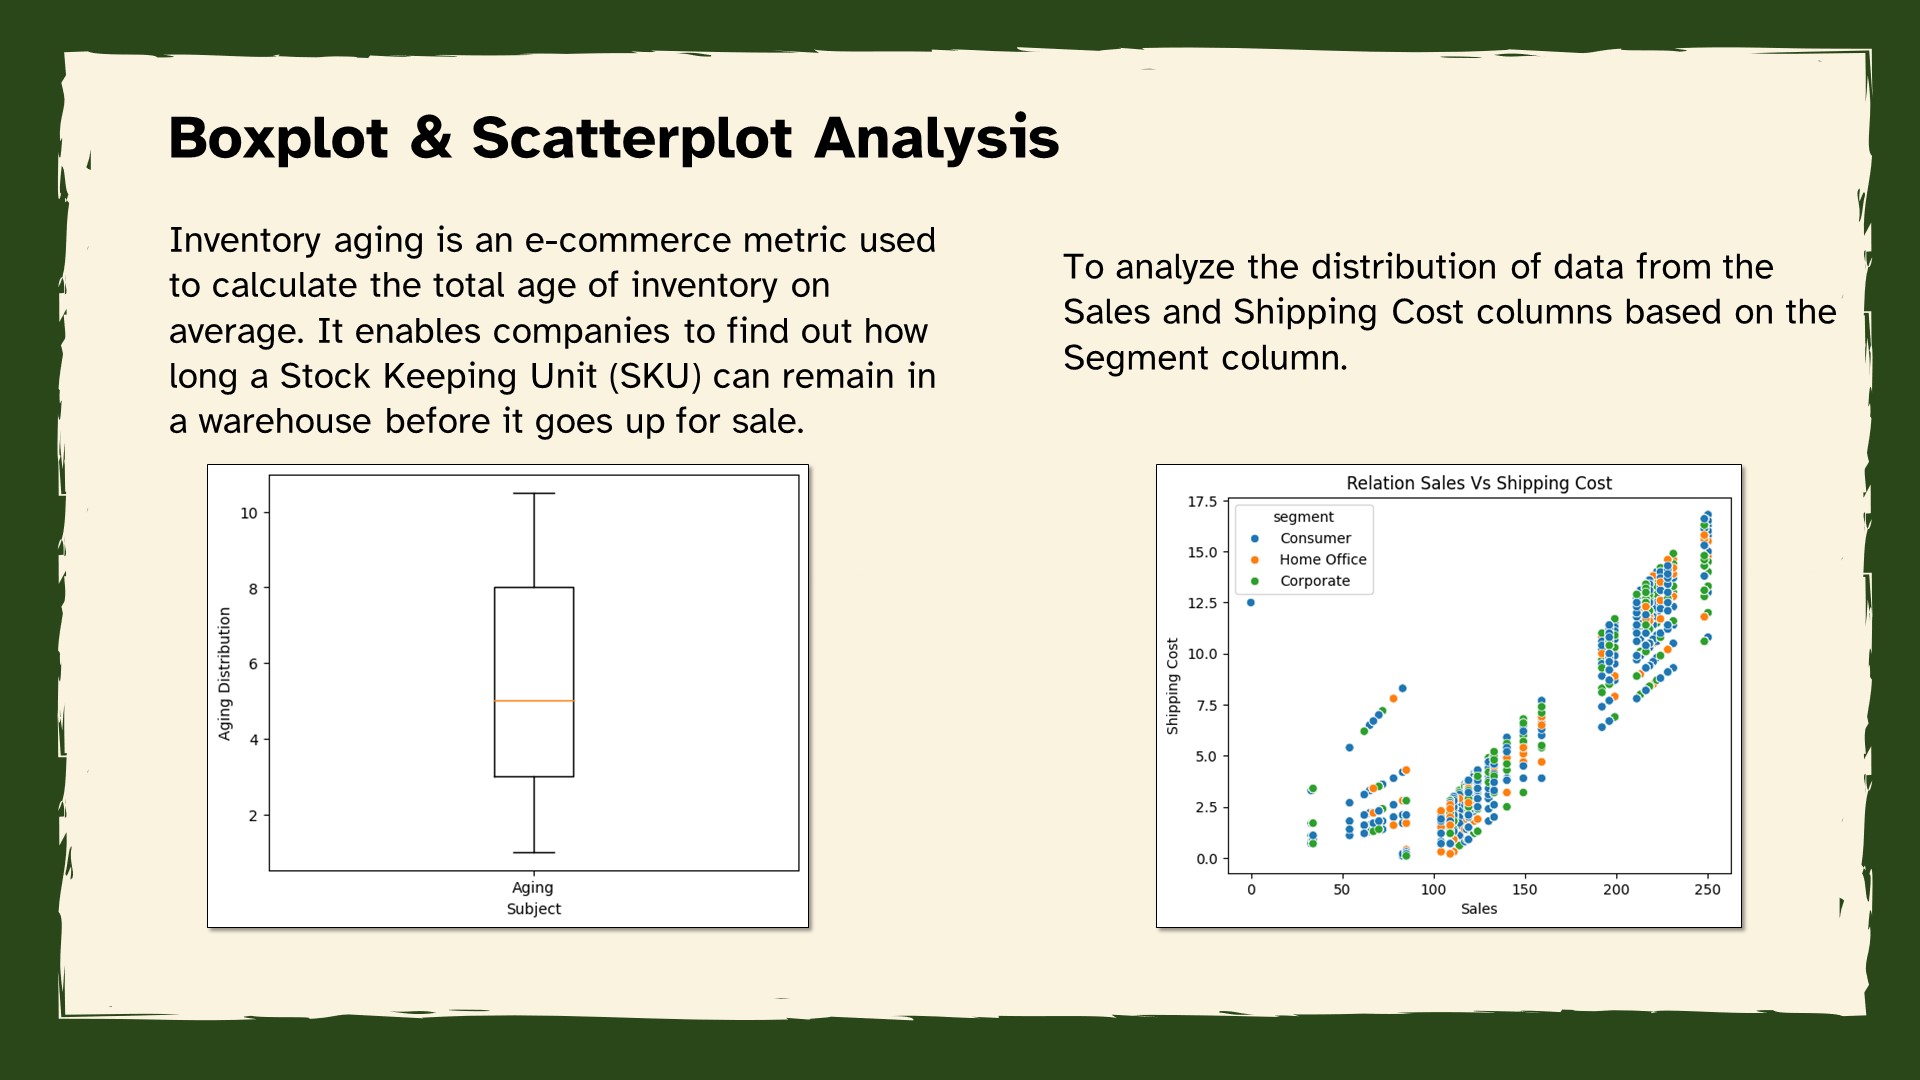 Boxplot & Scatterplot Analysis
Inventory aging is an e-commerce metric used
to calculate the total age of inventory on
average. It enables companies to find out how
long a Stock Keeping Unit (SKU) can remain in
a warehouse before it goes up for sale.
To analyze the distribution of data from the
Sales and Shipping Cost columns based on the
Segment column.
Aging Distribution
10
8
6
4
2
Aging
Subject
Relation Sales Vs Shipping Cost
segment
Consumer
Home Office
Corporate
Shipping Cost
17.5
15.0
12.5
10.0
7.5
5.0
2.5
0.0
0 50 100 150 200 250
Sales